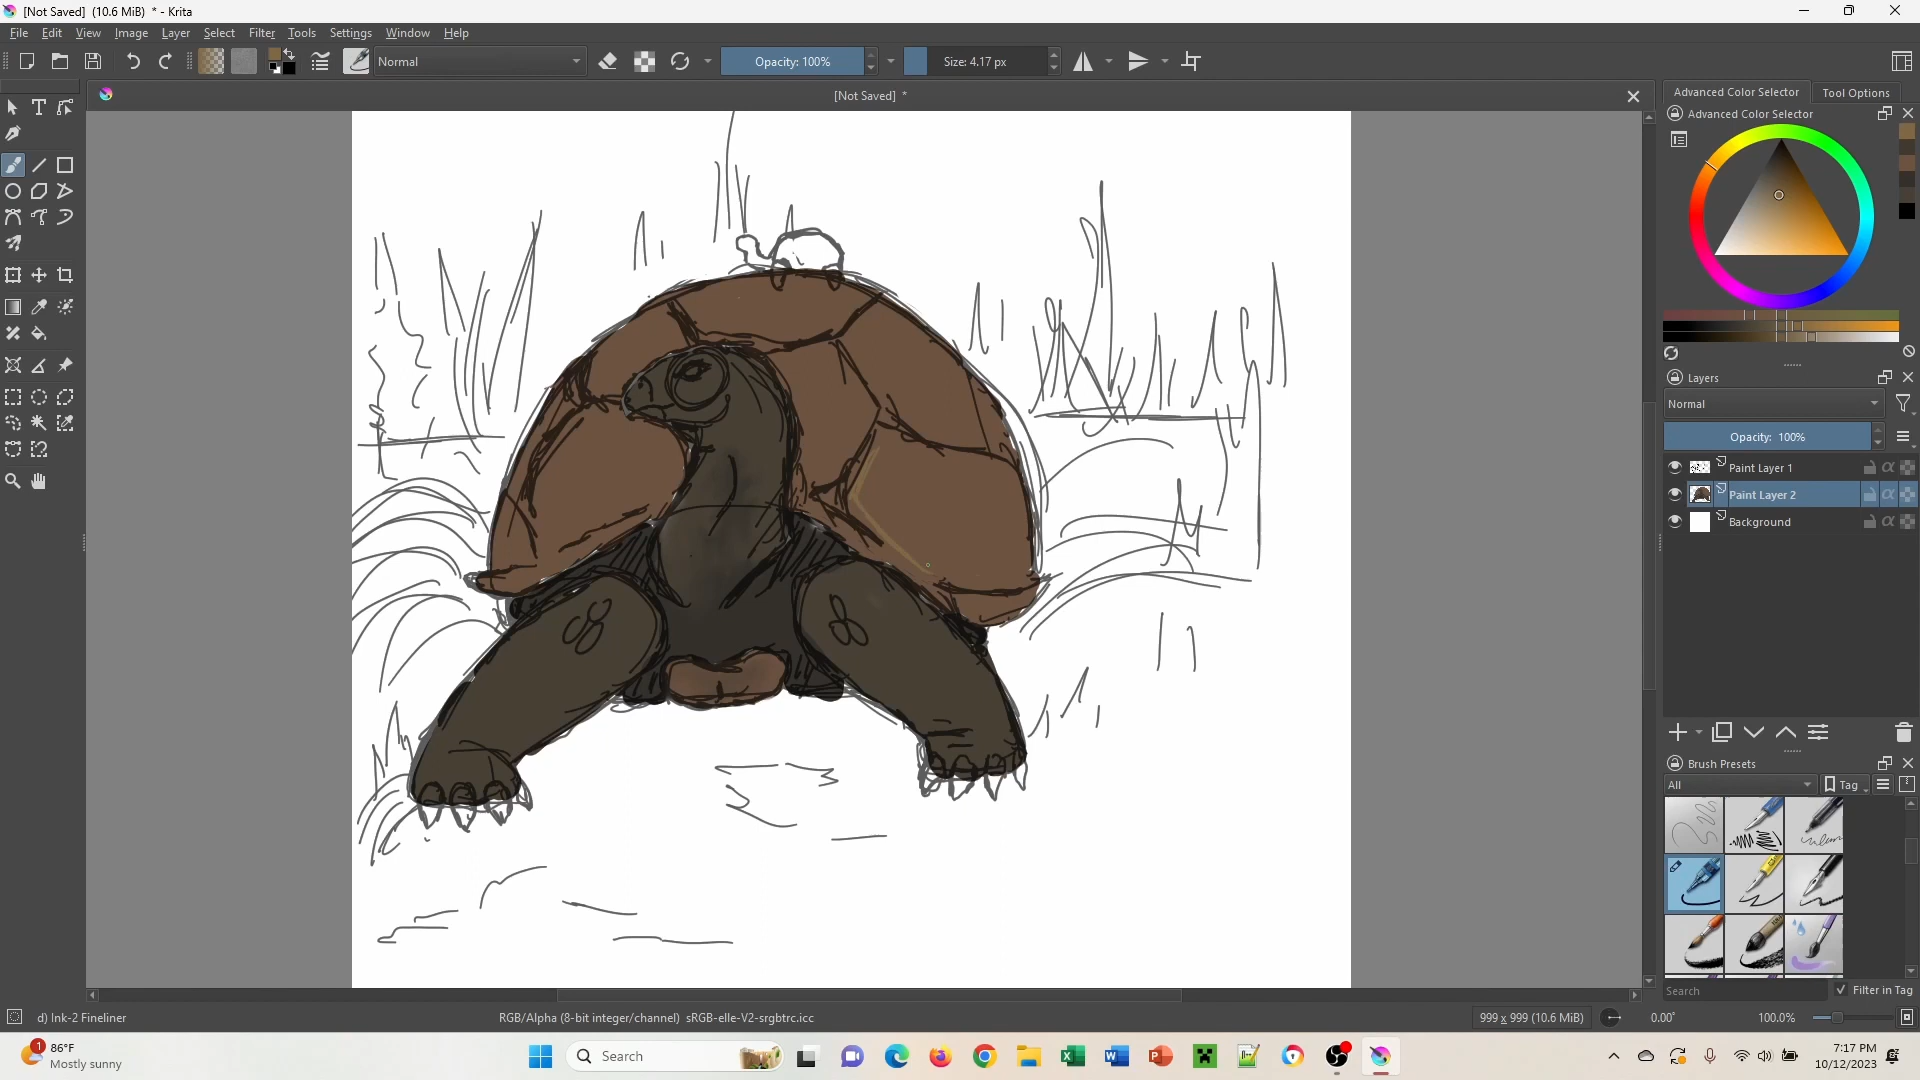 [Not Saved] (10.6 MiB) * - Krita
File Edit View Image Layer Select Filter Tools Settings Window Help
Normal
Opacity: 100%
Size: 4.17 px
[Not Saved] *
Advanced Color Selector
Tool Options
Advanced Color Selector
Layers
Normal
Opacity: 100%
Paint Layer 1
Paint Layer 2
Background
Brush Presets
All
Tag
Search
Filter in Tag
d) Ink-2 Fineliner
RGB/Alpha (8-bit integer/channel) sRGB-elle-V2-srgbtrc.icc
999 x 999 (10.6 MiB)
0.00°
100.0%
1
86°F
Mostly sunny
Search
7:17 PM
10/12/2023